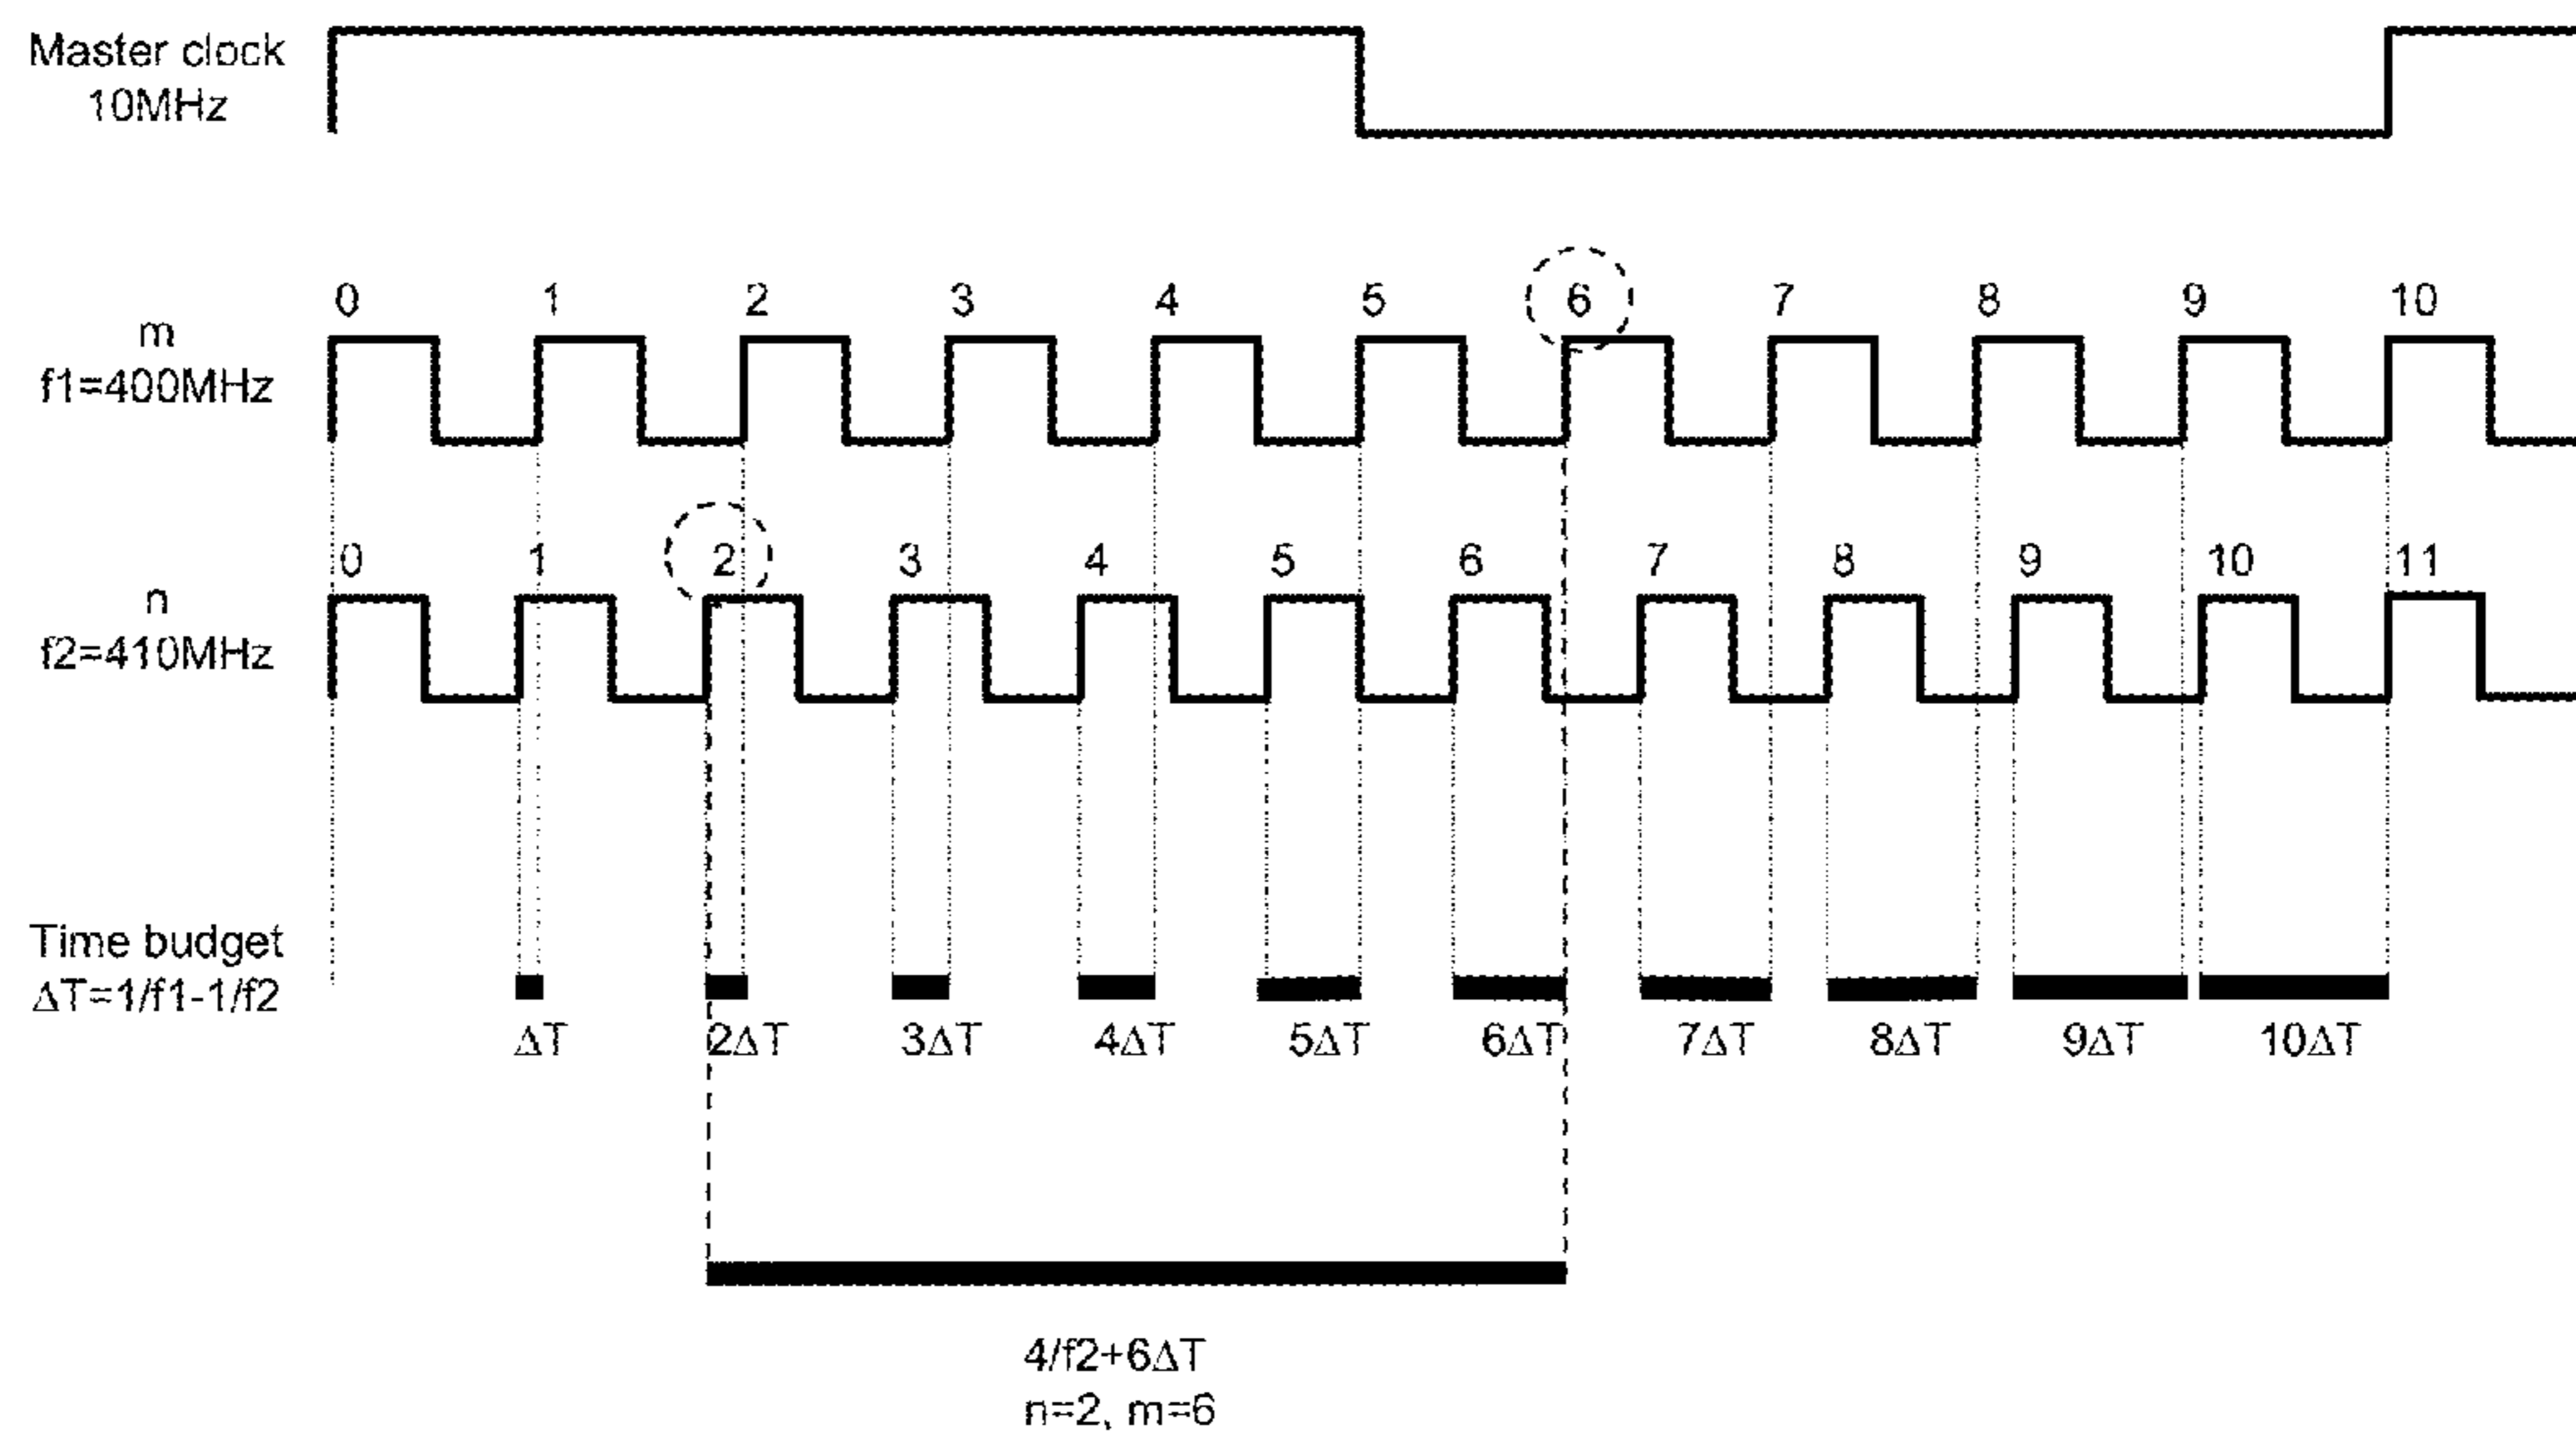 Master clock
10MHz
0 1 2 3 4 5 6 7 8 9 10
m
f1=400MHz
0 1 2 3 4 5 6 7 8 9 10 11
n
f2=410MHz
Time budget
ΔT=1/f1-1/f2
ΔT 2ΔT 3ΔT 4ΔT 5ΔT 6ΔT 7ΔT 8ΔT 9ΔT 10ΔT
4/f2+6ΔT
n=2, m=6